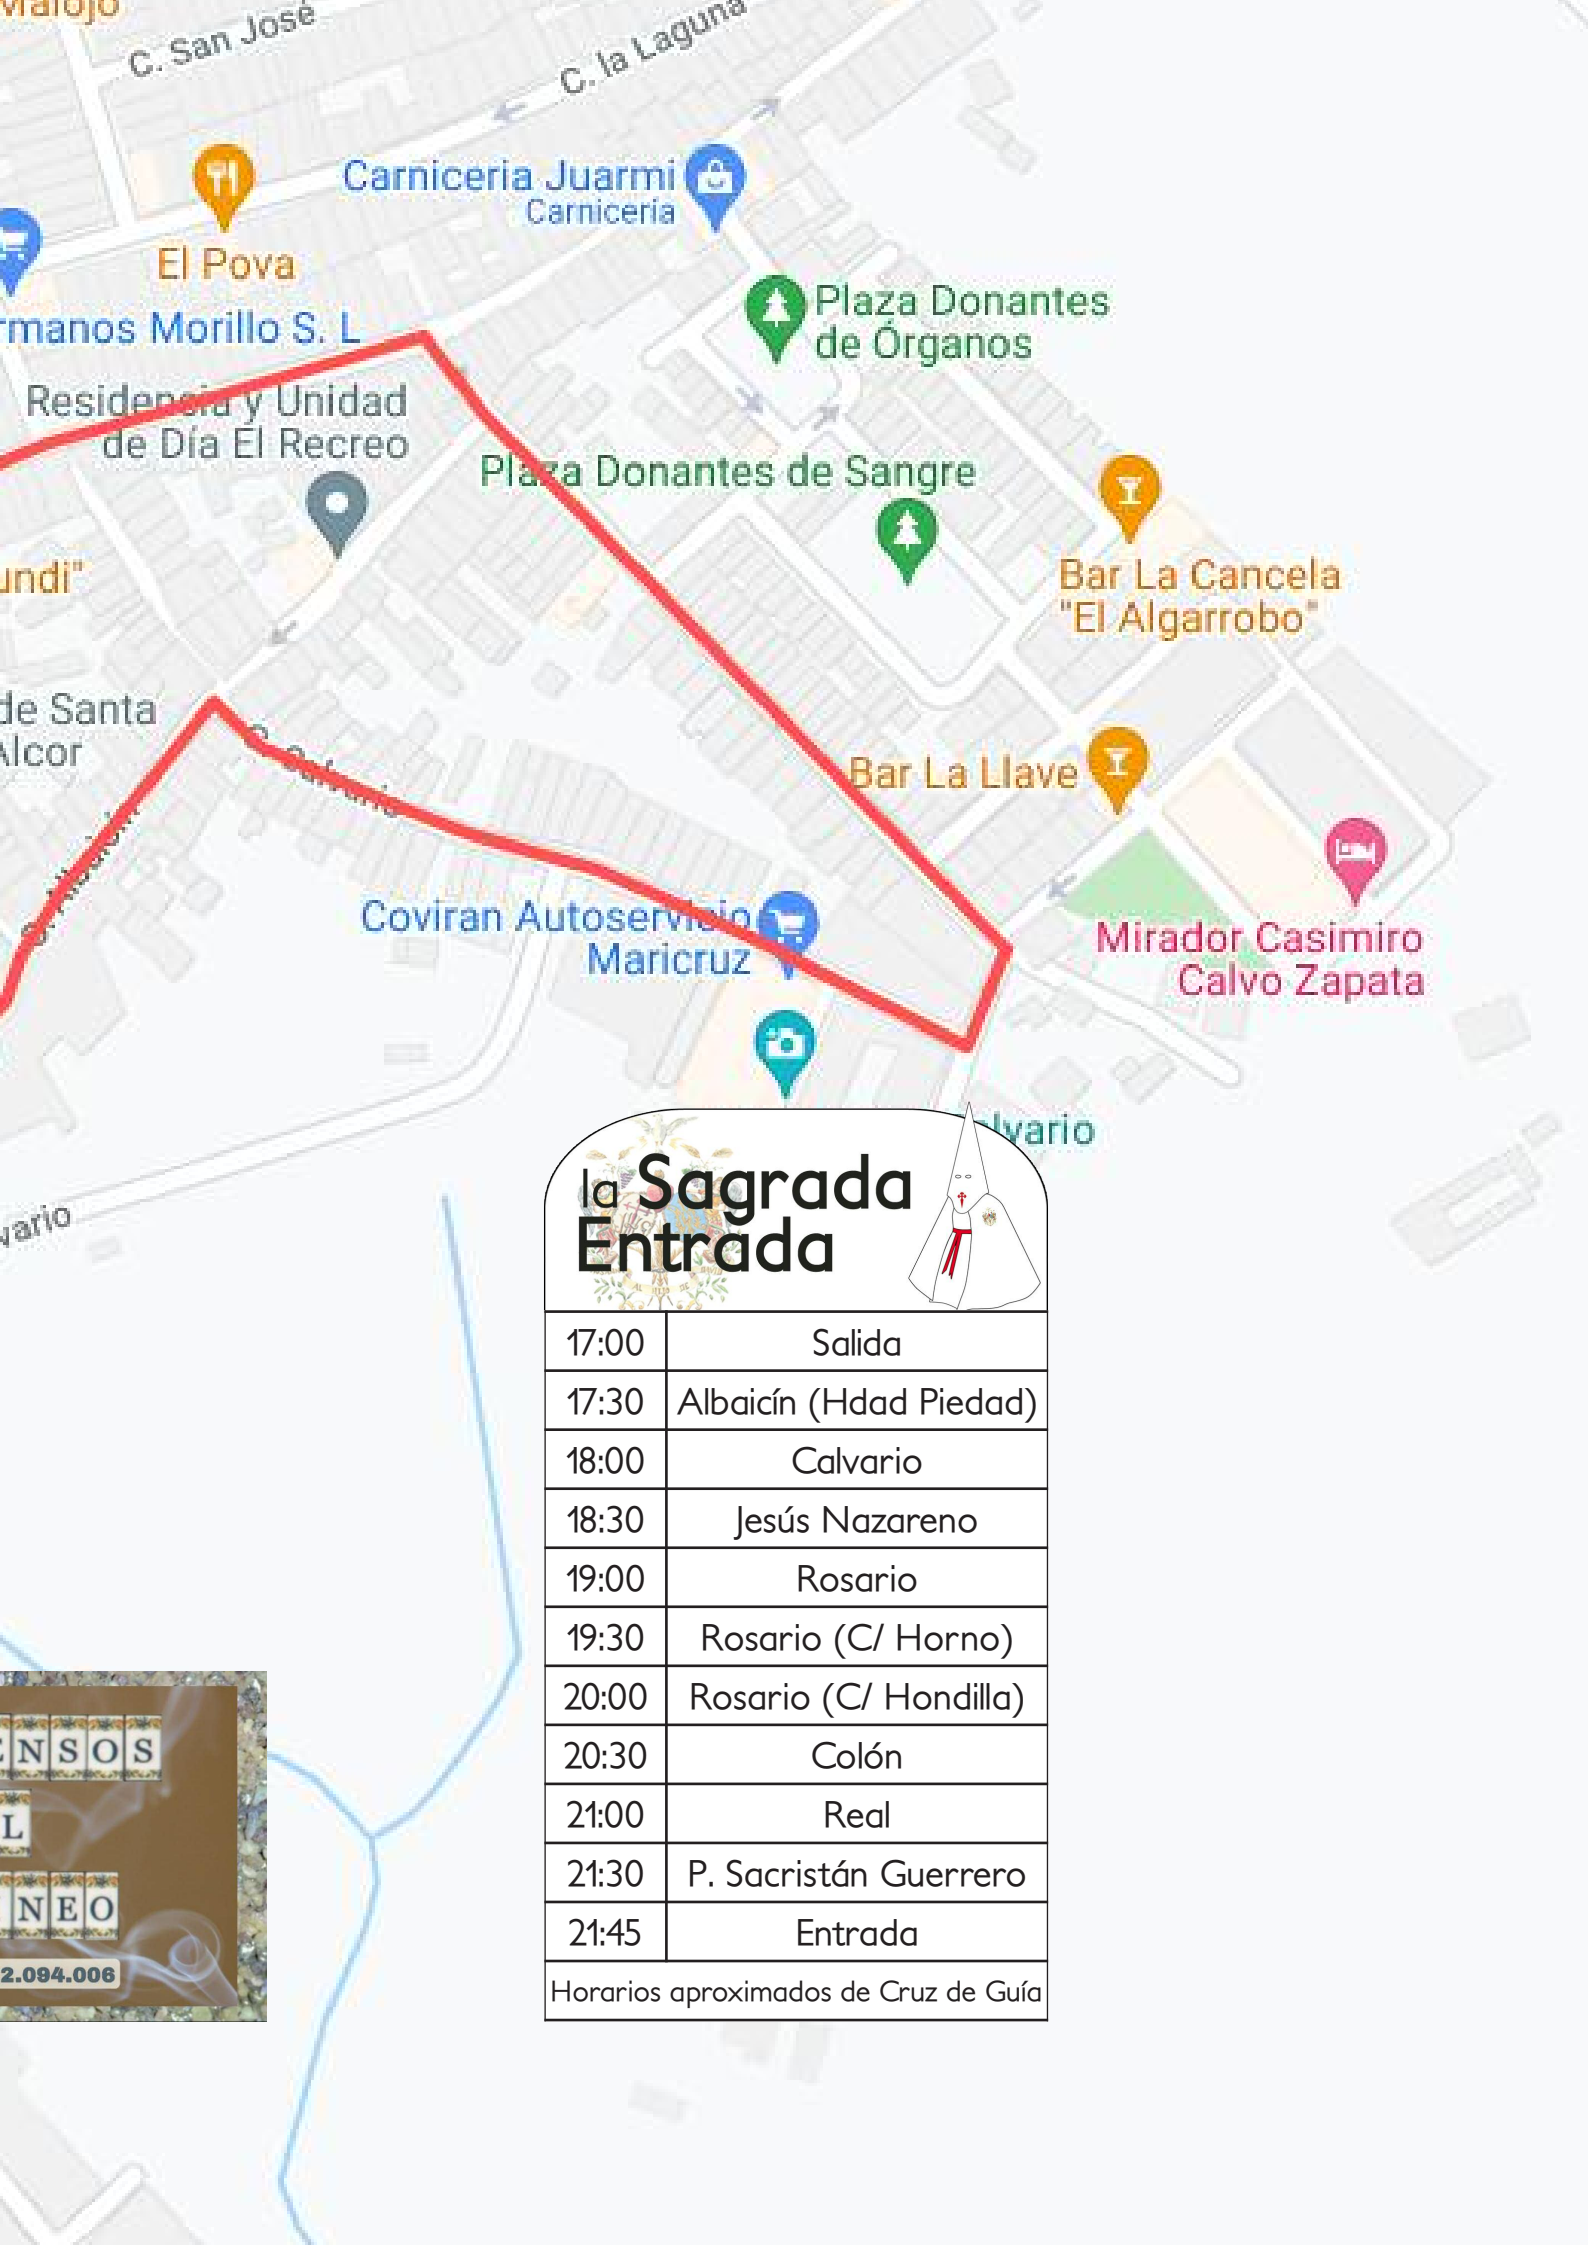 C. San José
C. la Laguna
Carniceria Juarmi
Carnicería
El Pova
Plaza Donantes
de Órganos
rmanos Morillo S. L
Residencia y Unidad
de Día El Recreo
Plaza Donantes de Sangre
undi"
Bar La Cancela
"El Algarrobo"
de Santa
Alcor
C. Calvario
Bar La Llave
C. Albaicín
Coviran Autoservicio
Maricruz
Mirador Casimiro
Calvo Zapata
alvario
vario
la Sagrada
Entrada
17:00 Salida
17:30 Albaicín (Hdad Piedad)
18:00 Calvario
18:30 Jesús Nazareno
19:00 Rosario
19:30 Rosario (C/ Horno)
20:00 Rosario (C/ Hondilla)
20:30 Colón
21:00 Real
21:30 P. Sacristán Guerrero
21:45 Entrada
Horarios aproximados de Cruz de Guía
ENSOS
L
NEO
2.094.006